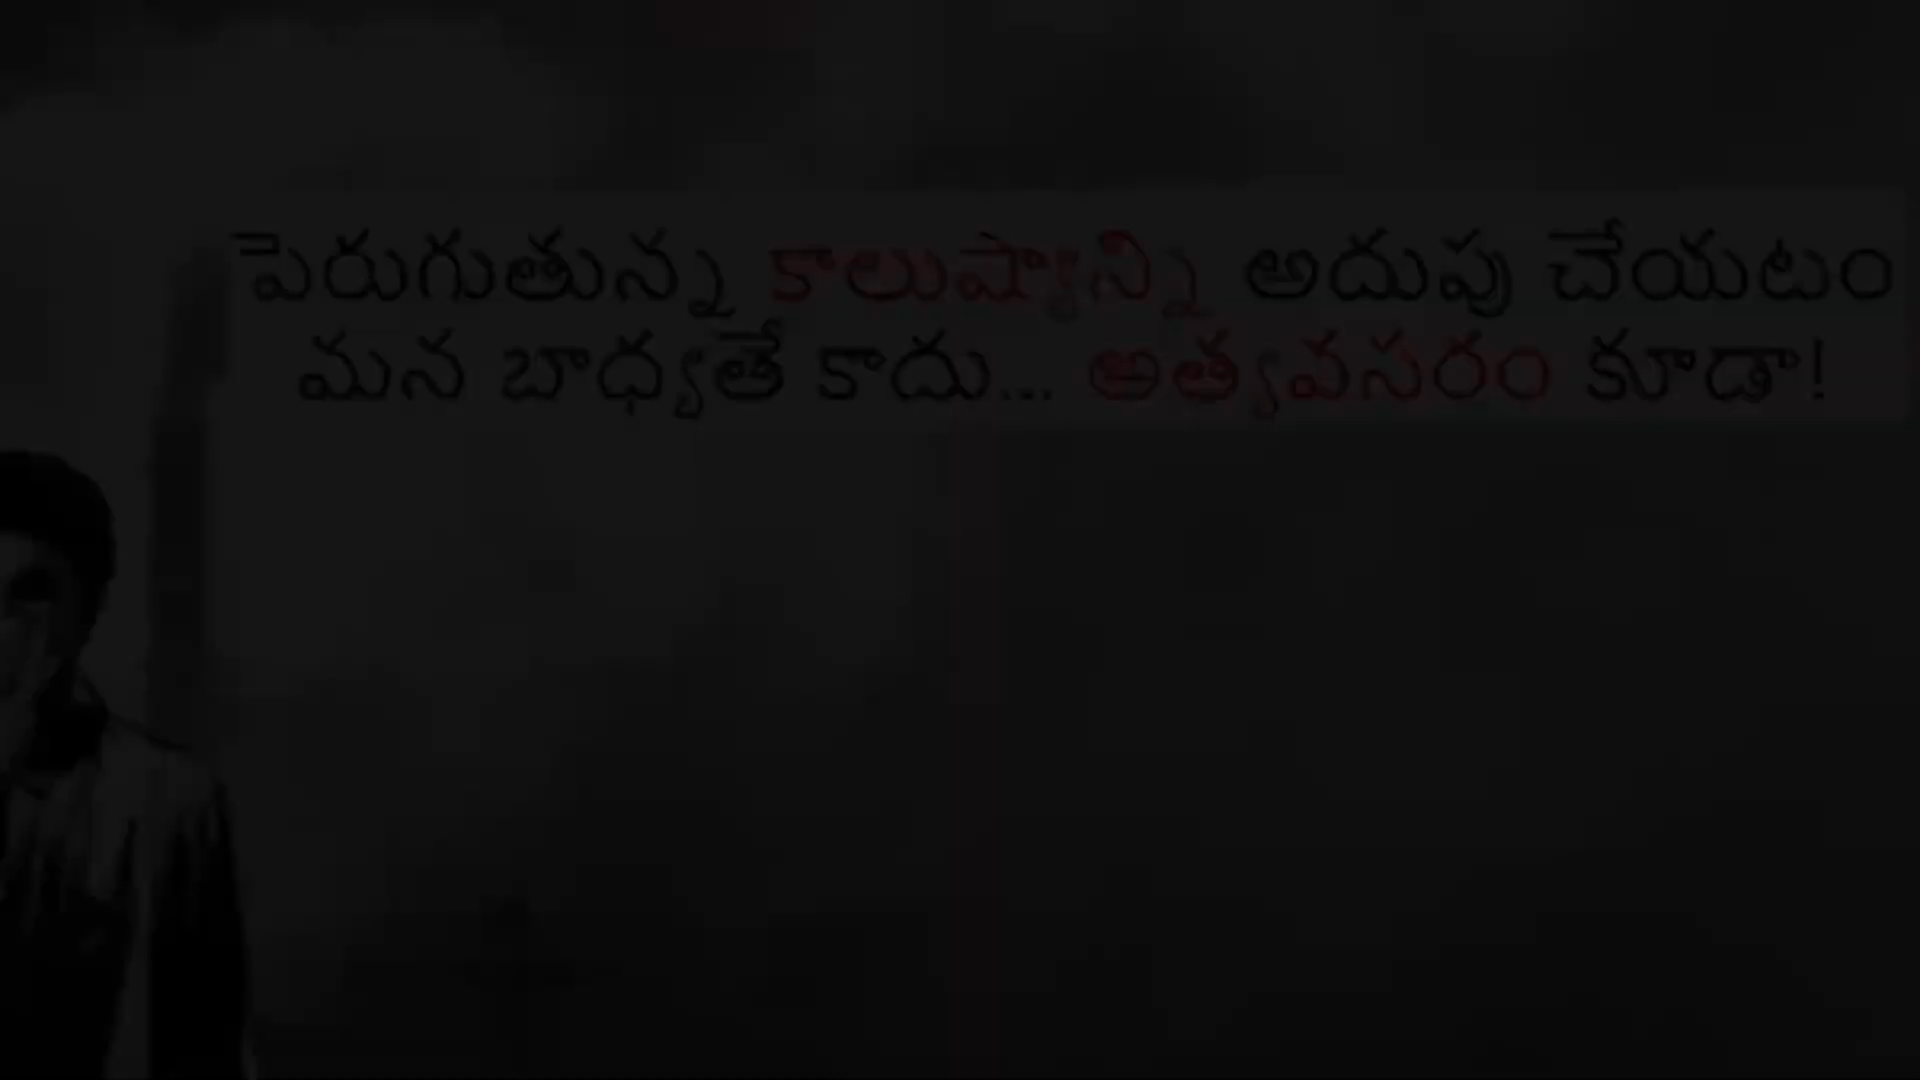 పెరుగుతున్న కాలుష్యాన్ని అదుపు చేయటం
మన బాధ్యతే కాదు... అత్యవసరం కూడా!